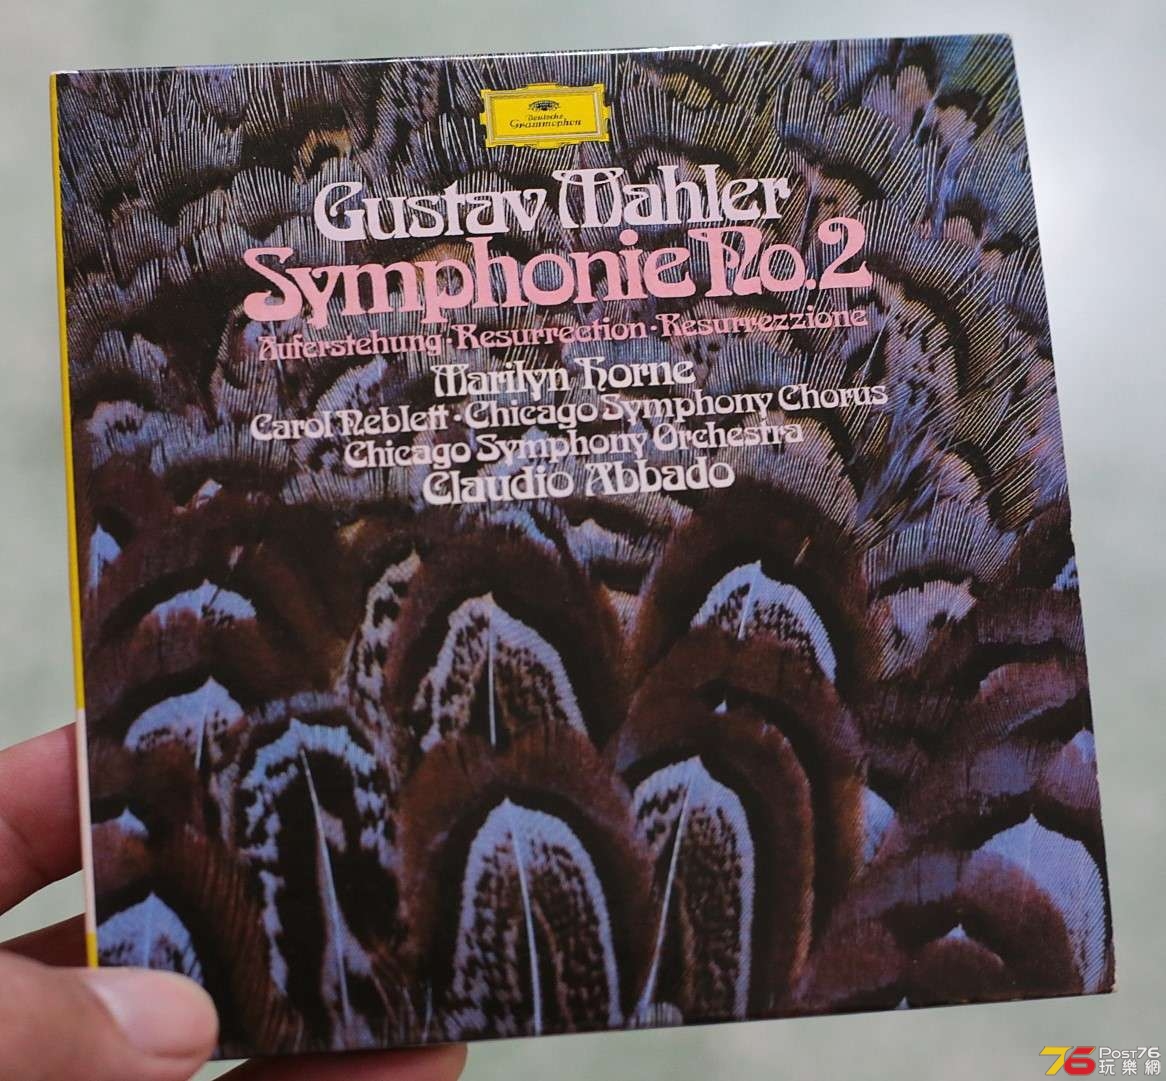 Deutsche
Grammophon
Gustav Mahler
Symphonie No.2
Auferstehung · Resurrection · Resurrezzione
Marilyn Horne
Carol Neblett · Chicago Symphony Chorus
Chicago Symphony Orchestra
Claudio Abbado
76 Post76
玩樂網